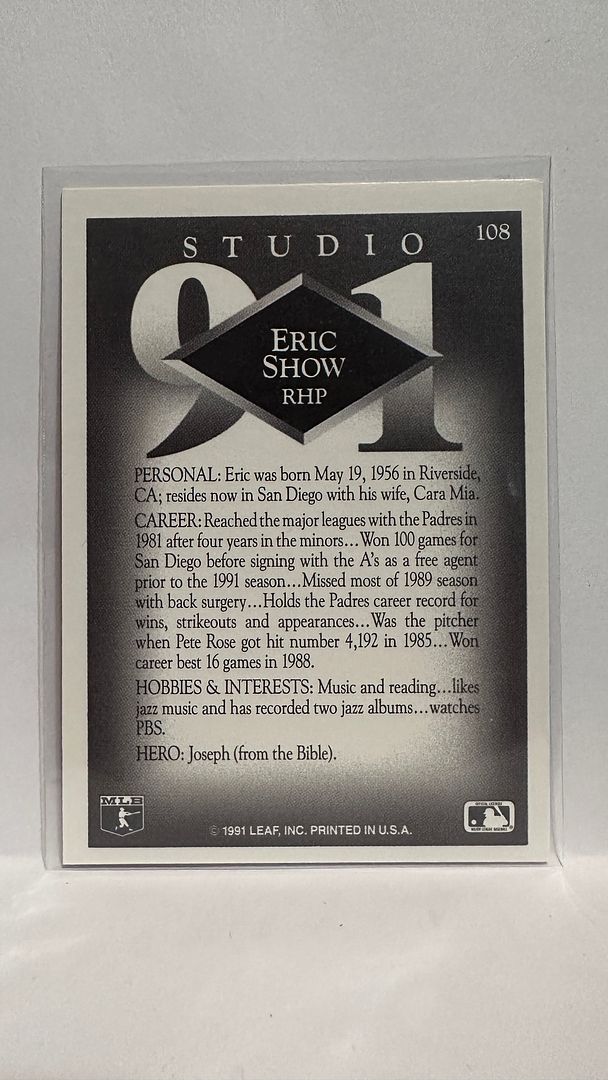 108
STUDIO
91
ERIC
SHOW
RHP
PERSONAL: Eric was born May 19, 1956 in Riverside,
CA; resides now in San Diego with his wife, Cara Mia.
CAREER: Reached the major leagues with the Padres in
1981 after four years in the minors...Won 100 games for
San Diego before signing with the A's as a free agent
prior to the 1991 season...Missed most of 1989 season
with back surgery...Holds the Padres career record for
wins, strikeouts and appearances...Was the pitcher
when Pete Rose got hit number 4,192 in 1985...Won
career best 16 games in 1988.
HOBBIES & INTERESTS: Music and reading...likes
jazz music and has recorded two jazz albums...watches
PBS.
HERO: Joseph (from the Bible).
MLB
© 1991 LEAF, INC. PRINTED IN U.S.A.
OFFICIAL LICENSEE
MAJOR LEAGUE BASEBALL